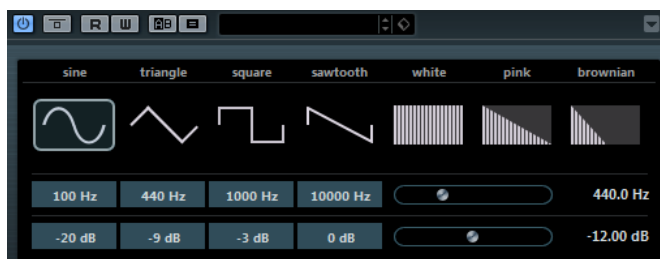 R W AB
sine triangle square sawtooth white pink brownian
100 Hz 440 Hz 1000 Hz 10000 Hz 440.0 Hz
-20 dB -9 dB -3 dB 0 dB -12.00 dB